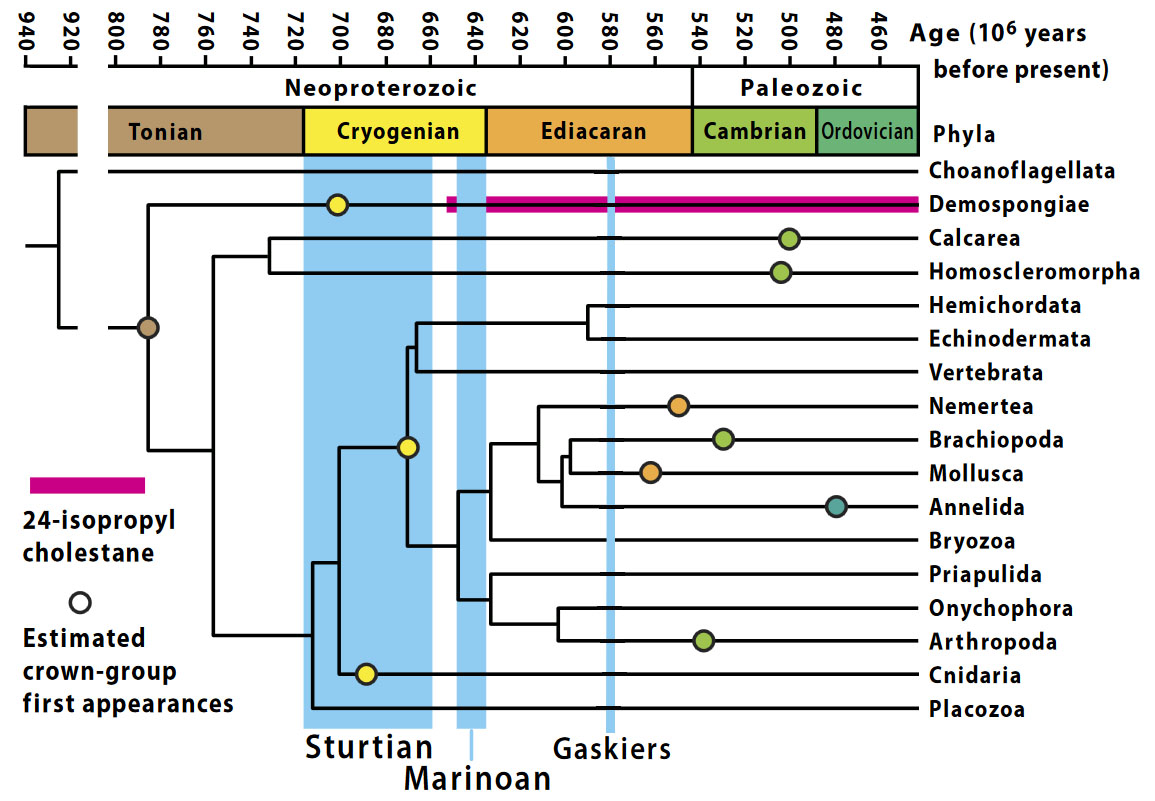 940 920 800 780 760 740 720 700 680 660 640 620 600 580 560 540 520 500 480 460
Age (10⁶ years
before present)
Neoproterozoic Paleozoic
Tonian Cryogenian Ediacaran Cambrian Ordovician Phyla
Choanoflagellata
Demospongiae
Calcarea
Homoscleromorpha
Hemichordata
Echinodermata
Vertebrata
Nemertea
Brachiopoda
Mollusca
Annelida
Bryozoa
Priapulida
Onychophora
Arthropoda
Cnidaria
Placozoa
24-isopropyl
cholestane
Estimated
crown-group
first appearances
Sturtian
Marinoan
Gaskiers